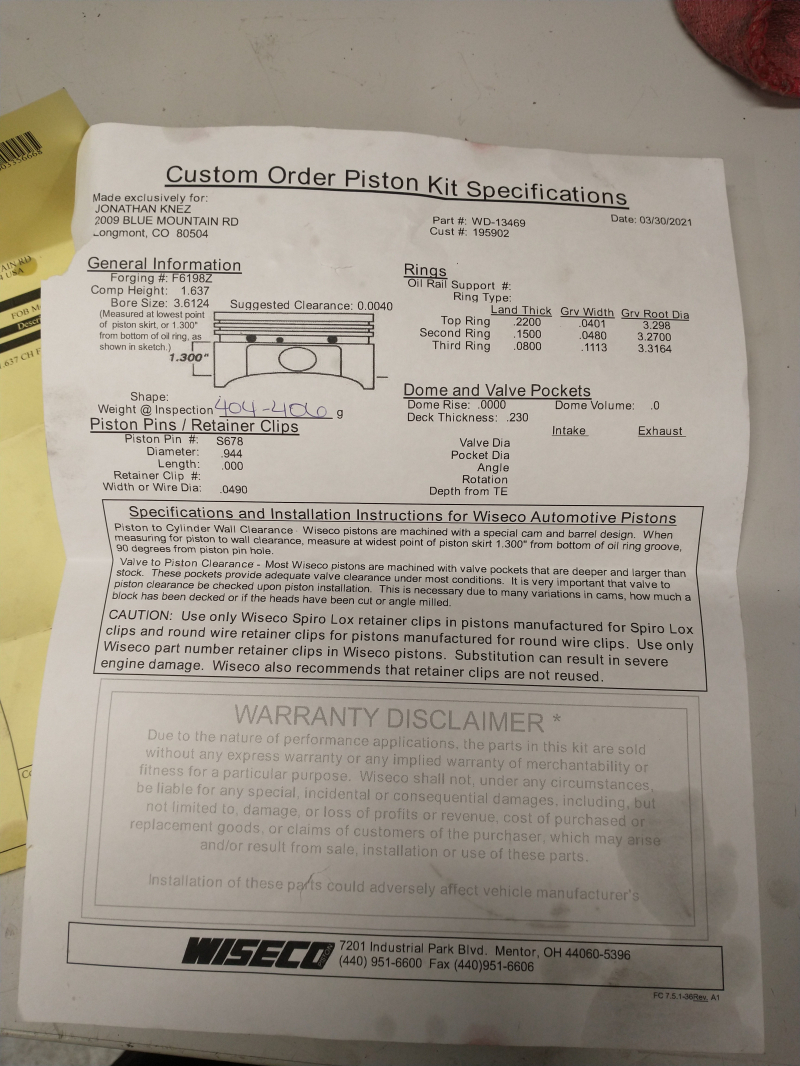 Custom Order Piston Kit Specifications
Made exclusively for:
JONATHAN KNEZ
2009 BLUE MOUNTAIN RD
Longmont, CO 80504
Part #: WD-13469
Cust #: 195902
Date: 03/30/2021
General Information
Forging #: F6198Z
Comp Height: 1.637
Bore Size: 3.6124
Suggested Clearance: 0.0040
(Measured at lowest point
of piston skirt, or 1.300"
from bottom of oil ring, as
shown in sketch.)
1.300"
Shape:
Weight @ Inspection 404-406 g
Rings
Oil Rail Support #:
Ring Type:
Land Thick Grv Width Grv Root Dia
Top Ring .2200 .0401 3.298
Second Ring .1500 .0480 3.2700
Third Ring .0800 .1113 3.3164
Piston Pins / Retainer Clips
Piston Pin #: S678
Diameter: .944
Length: .000
Retainer Clip #:
Width or Wire Dia: .0490
Dome and Valve Pockets
Dome Rise: .0000 Dome Volume: .0
Deck Thickness: .230
Intake Exhaust
Valve Dia
Pocket Dia
Angle
Rotation
Depth from TE
Specifications and Installation Instructions for Wiseco Automotive Pistons
Piston to Cylinder Wall Clearance - Wiseco pistons are machined with a special cam and barrel design. When
measuring for piston to wall clearance, measure at widest point of piston skirt 1.300" from bottom of oil ring groove,
90 degrees from piston pin hole.
Valve to Piston Clearance - Most Wiseco pistons are machined with valve pockets that are deeper and larger than
stock. These pockets provide adequate valve clearance under most conditions. It is very important that valve to
piston clearance be checked upon piston installation. This is necessary due to many variations in cams, how much a
block has been decked or if the heads have been cut or angle milled.
CAUTION: Use only Wiseco Spiro Lox retainer clips in pistons manufactured for Spiro Lox
clips and round wire retainer clips for pistons manufactured for round wire clips. Use only
Wiseco part number retainer clips in Wiseco pistons. Substitution can result in severe
engine damage. Wiseco also recommends that retainer clips are not reused.
WARRANTY DISCLAIMER *
Due to the nature of performance applications, the parts in this kit are sold
without any express warranty or any implied warranty of merchantability or
fitness for a particular purpose. Wiseco shall not, under any circumstances,
be liable for any special, incidental or consequential damages, including, but
not limited to, damage, or loss of profits or revenue, cost of purchased or
replacement goods, or claims of customers of the purchaser, which may arise
and/or result from sale, installation or use of these parts.
Installation of these parts could adversely affect vehicle manufacturer's
WISECO
7201 Industrial Park Blvd. Mentor, OH 44060-5396
(440) 951-6600 Fax (440)951-6606
FC 7.5.1-36Rev. A1
TAIN RD
USA
FOB M
Descr
1.637 CH F